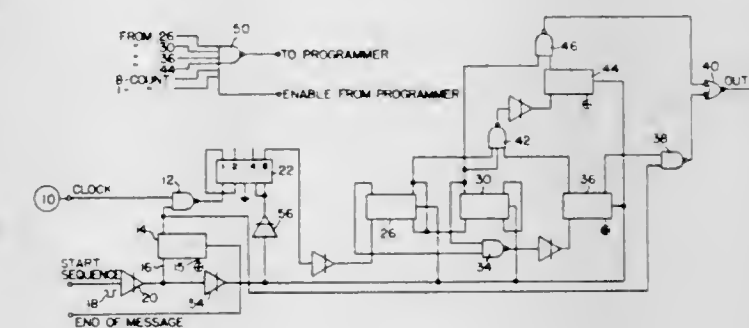 FROM 26
30
36
44
8-COUNT
1-
50
TO PROGRAMMER
ENABLE FROM PROGRAMMER
46
44
40
OUT
42
38
10
CLOCK
12
1 2 4 8
22
56
14
16
15
START SEQUENCE
18
20
54
END OF MESSAGE
26
30
34
36